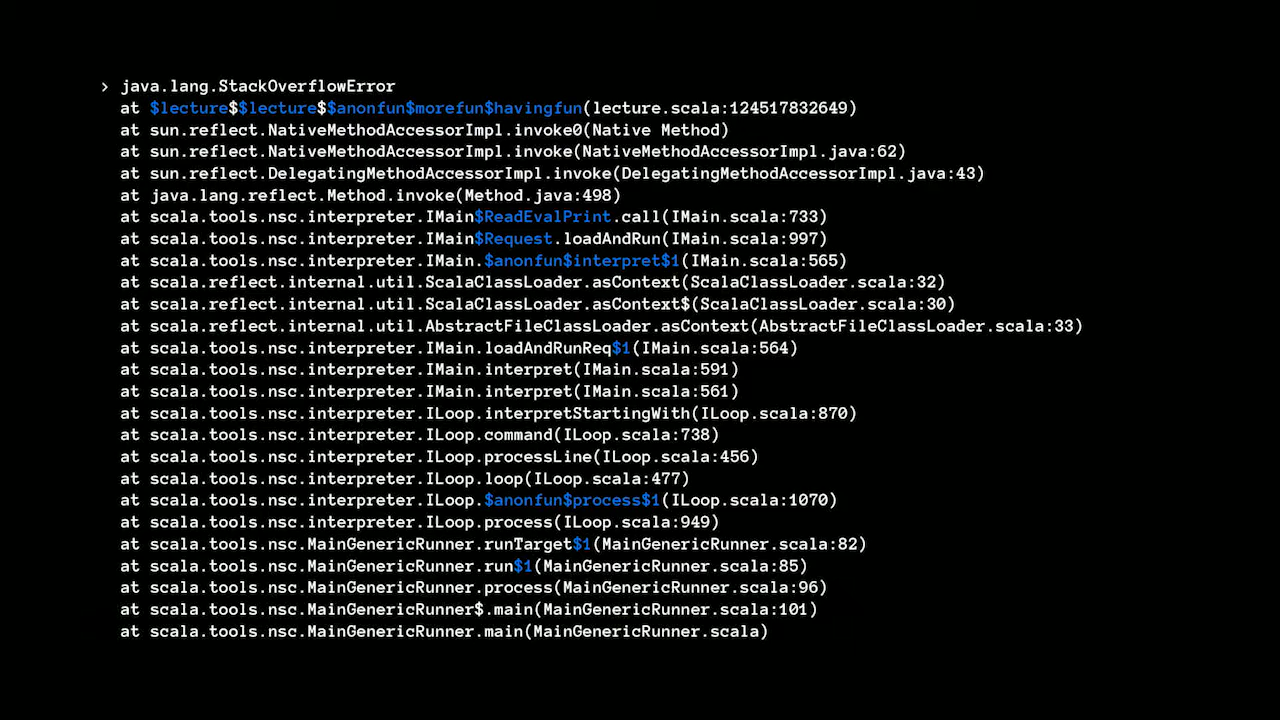 > java.lang.StackOverflowError
at $lecture$$lecture$$anonfun$morefun$havingfun(lecture.scala:124517832649)
at sun.reflect.NativeMethodAccessorImpl.invoke0(Native Method)
at sun.reflect.NativeMethodAccessorImpl.invoke(NativeMethodAccessorImpl.java:62)
at sun.reflect.DelegatingMethodAccessorImpl.invoke(DelegatingMethodAccessorImpl.java:43)
at java.lang.reflect.Method.invoke(Method.java:498)
at scala.tools.nsc.interpreter.IMain$ReadEvalPrint.call(IMain.scala:733)
at scala.tools.nsc.interpreter.IMain$Request.loadAndRun(IMain.scala:997)
at scala.tools.nsc.interpreter.IMain.$anonfun$interpret$1(IMain.scala:565)
at scala.reflect.internal.util.ScalaClassLoader.asContext(ScalaClassLoader.scala:32)
at scala.reflect.internal.util.ScalaClassLoader.asContext$(ScalaClassLoader.scala:30)
at scala.reflect.internal.util.AbstractFileClassLoader.asContext(AbstractFileClassLoader.scala:33)
at scala.tools.nsc.interpreter.IMain.loadAndRunReq$1(IMain.scala:564)
at scala.tools.nsc.interpreter.IMain.interpret(IMain.scala:591)
at scala.tools.nsc.interpreter.IMain.interpret(IMain.scala:561)
at scala.tools.nsc.interpreter.ILoop.interpretStartingWith(ILoop.scala:870)
at scala.tools.nsc.interpreter.ILoop.command(ILoop.scala:738)
at scala.tools.nsc.interpreter.ILoop.processLine(ILoop.scala:456)
at scala.tools.nsc.interpreter.ILoop.loop(ILoop.scala:477)
at scala.tools.nsc.interpreter.ILoop.$anonfun$process$1(ILoop.scala:1070)
at scala.tools.nsc.interpreter.ILoop.process(ILoop.scala:949)
at scala.tools.nsc.MainGenericRunner.runTarget$1(MainGenericRunner.scala:82)
at scala.tools.nsc.MainGenericRunner.run$1(MainGenericRunner.scala:85)
at scala.tools.nsc.MainGenericRunner.process(MainGenericRunner.scala:96)
at scala.tools.nsc.MainGenericRunner$.main(MainGenericRunner.scala:101)
at scala.tools.nsc.MainGenericRunner.main(MainGenericRunner.scala)